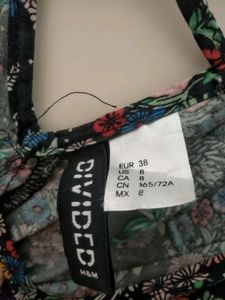 DIVIDED
H&M
EUR 38
US 8
CA 8
CN 165/72A
MX 8